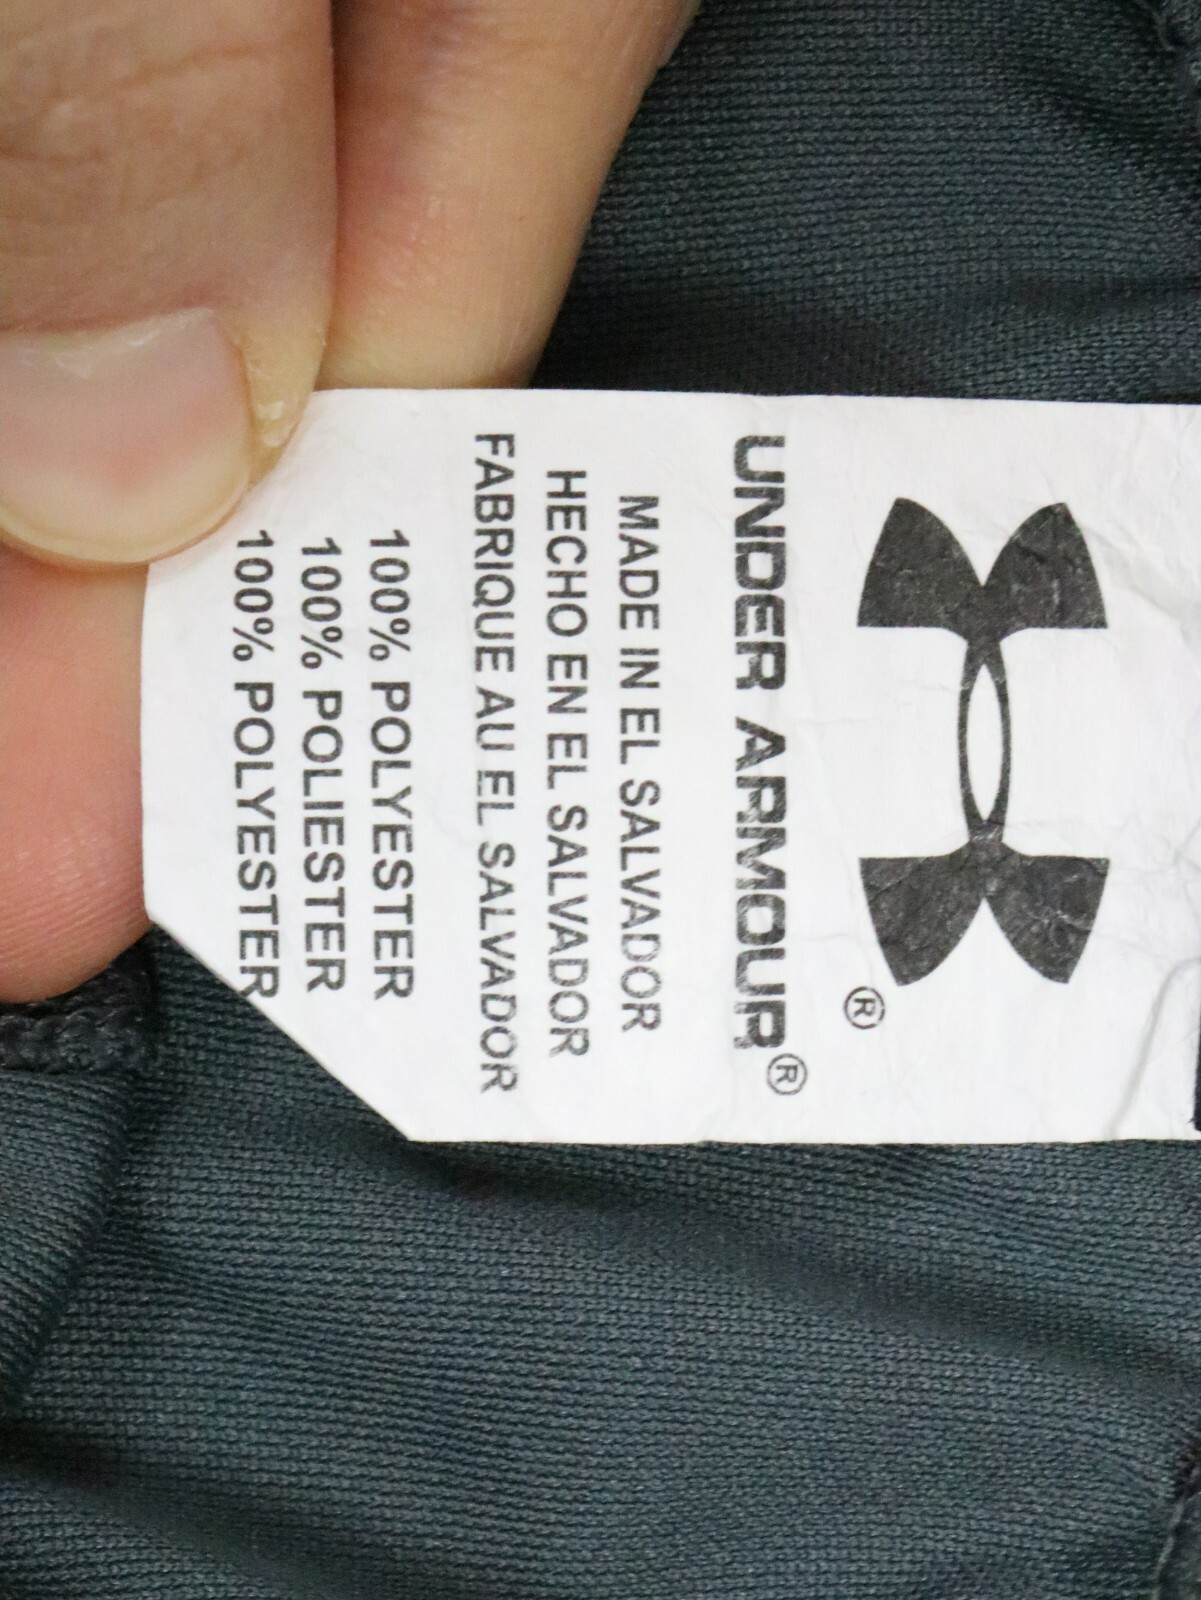 ®
UNDER ARMOUR®
MADE IN EL SALVADOR
HECHO EN EL SALVADOR
FABRIQUE AU EL SALVADOR
100% POLYESTER
100% POLIESTER
100% POLYESTER